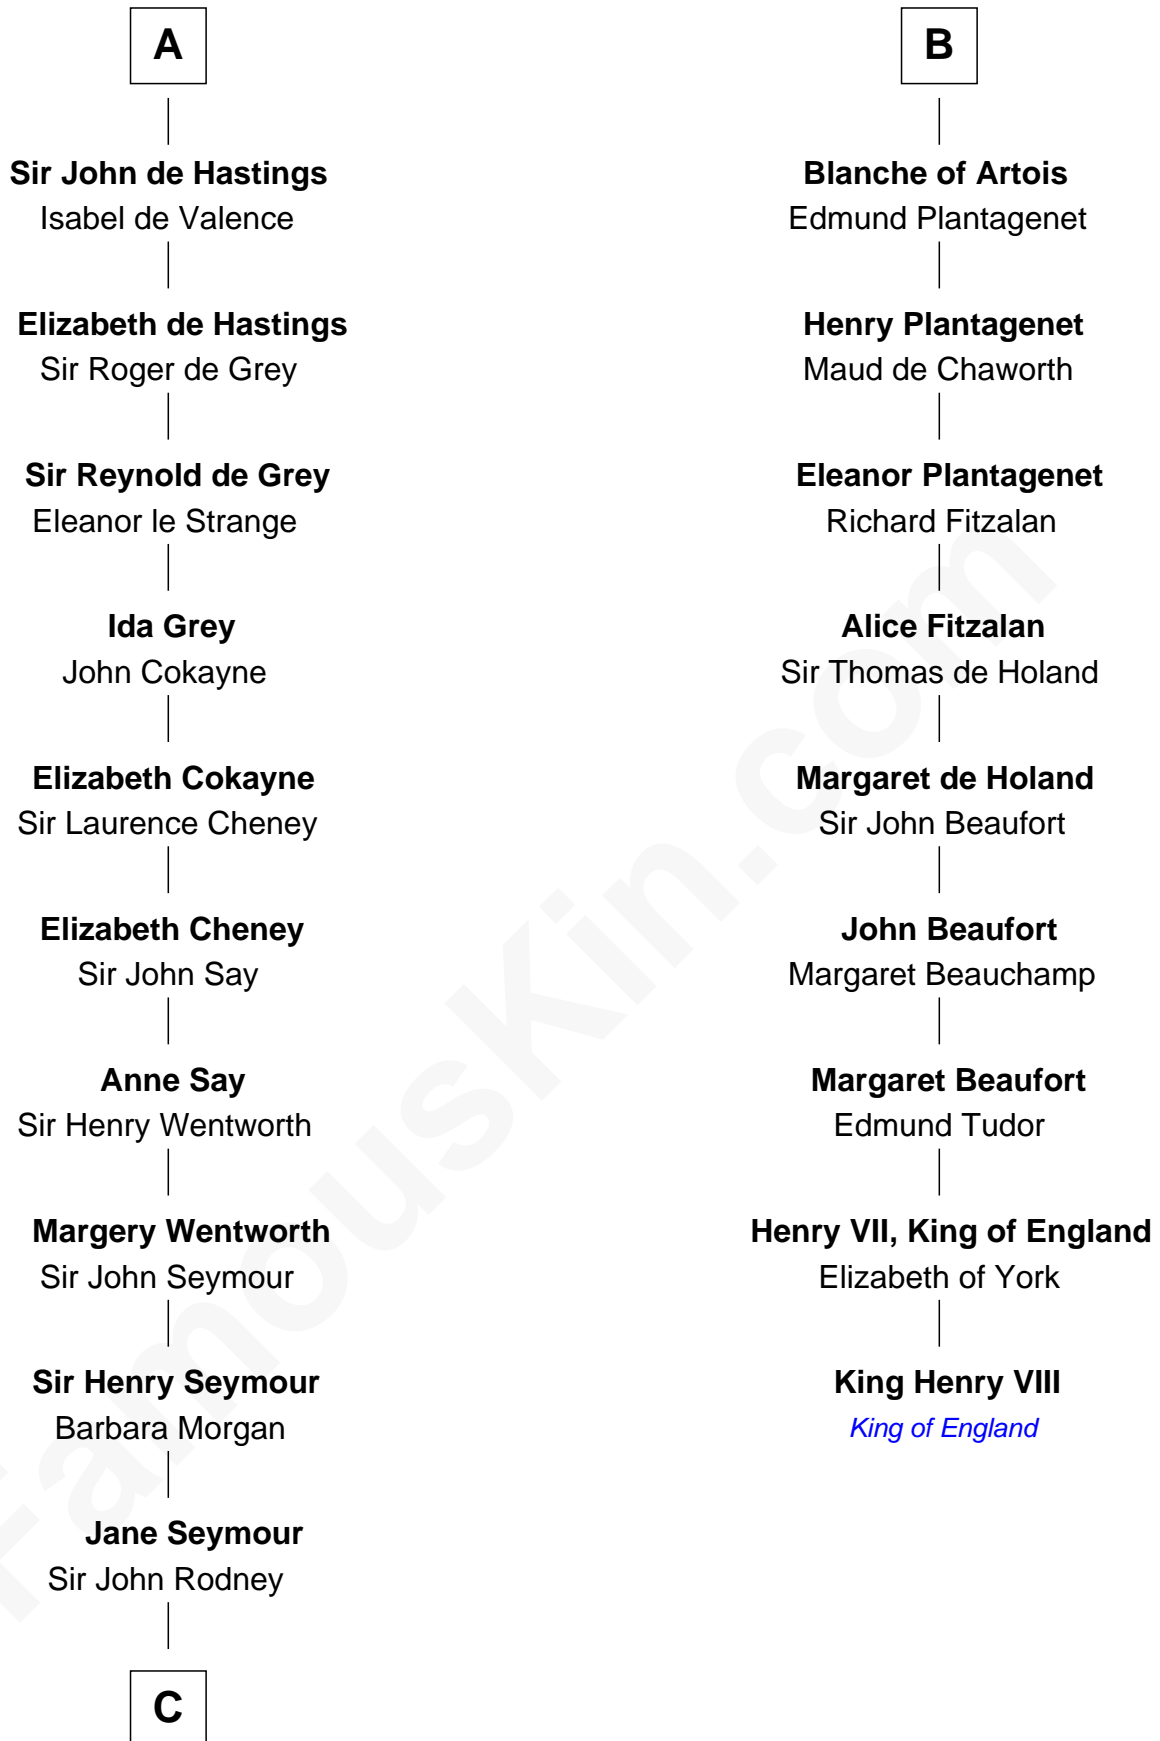 A
Sir John de Hastings
Isabel de Valence
Elizabeth de Hastings
Sir Roger de Grey
Sir Reynold de Grey
Eleanor le Strange
Ida Grey
John Cokayne
Elizabeth Cokayne
Sir Laurence Cheney
Elizabeth Cheney
Sir John Say
Anne Say
Sir Henry Wentworth
Margery Wentworth
Sir John Seymour
Sir Henry Seymour
Barbara Morgan
Jane Seymour
Sir John Rodney
C
B
Blanche of Artois
Edmund Plantagenet
Henry Plantagenet
Maud de Chaworth
Eleanor Plantagenet
Richard Fitzalan
Alice Fitzalan
Sir Thomas de Holand
Margaret de Holand
Sir John Beaufort
John Beaufort
Margaret Beauchamp
Margaret Beaufort
Edmund Tudor
Henry VII, King of England
Elizabeth of York
King Henry VIII
King of England
FamousKin.com